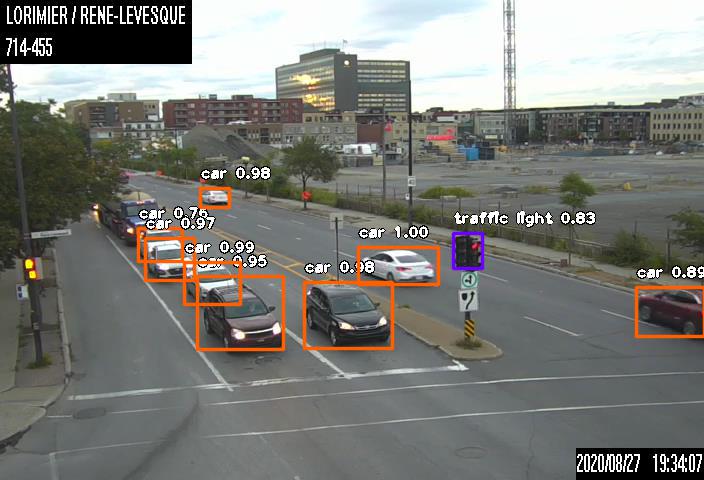 LORIMIER / RENE-LEVESQUE
714-455
car 0.98
car 0.76
car 0.97
car 1.00
traffic light 0.83
car 0.99
car 0.95
car 0.98
car 0.89
2020/08/27 19:34:07